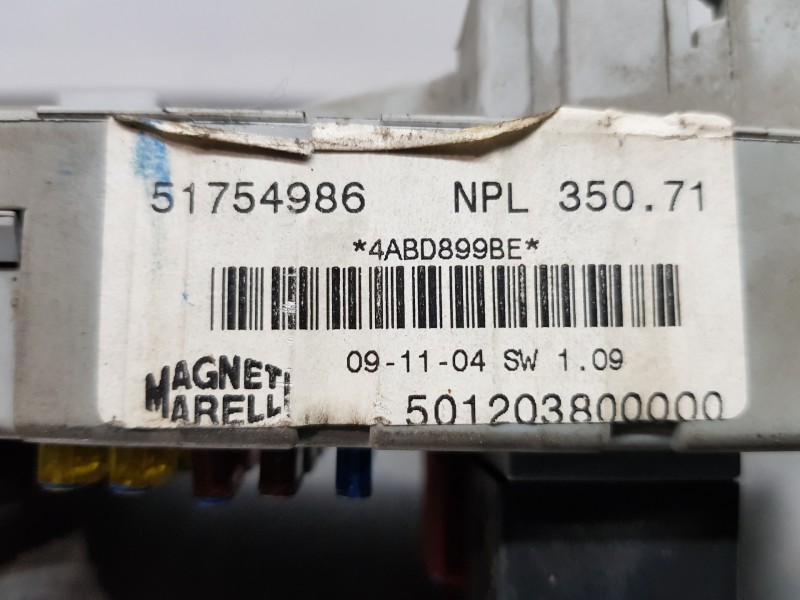 51754986 NPL 350.71
*4ABD899BE*
09-11-04 SW 1.09
MAGNETI
MARELLI
501203800000